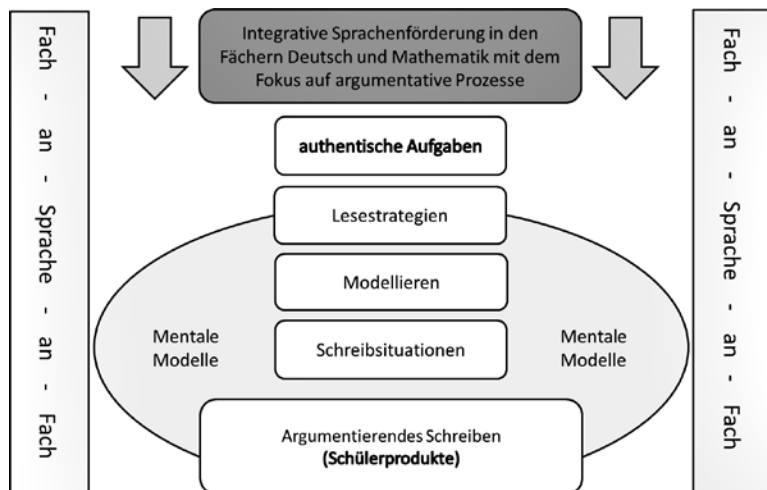 Fach - an - Sprache - an - Fach
Integrative Sprachenförderung in den
Fächern Deutsch und Mathematik mit dem
Fokus auf argumentative Prozesse
authentische Aufgaben
Lesestrategien
Modellieren
Schreibsituationen
Mentale
Modelle
Mentale
Modelle
Argumentierendes Schreiben
(Schülerprodukte)
Fach - an - Sprache - an - Fach